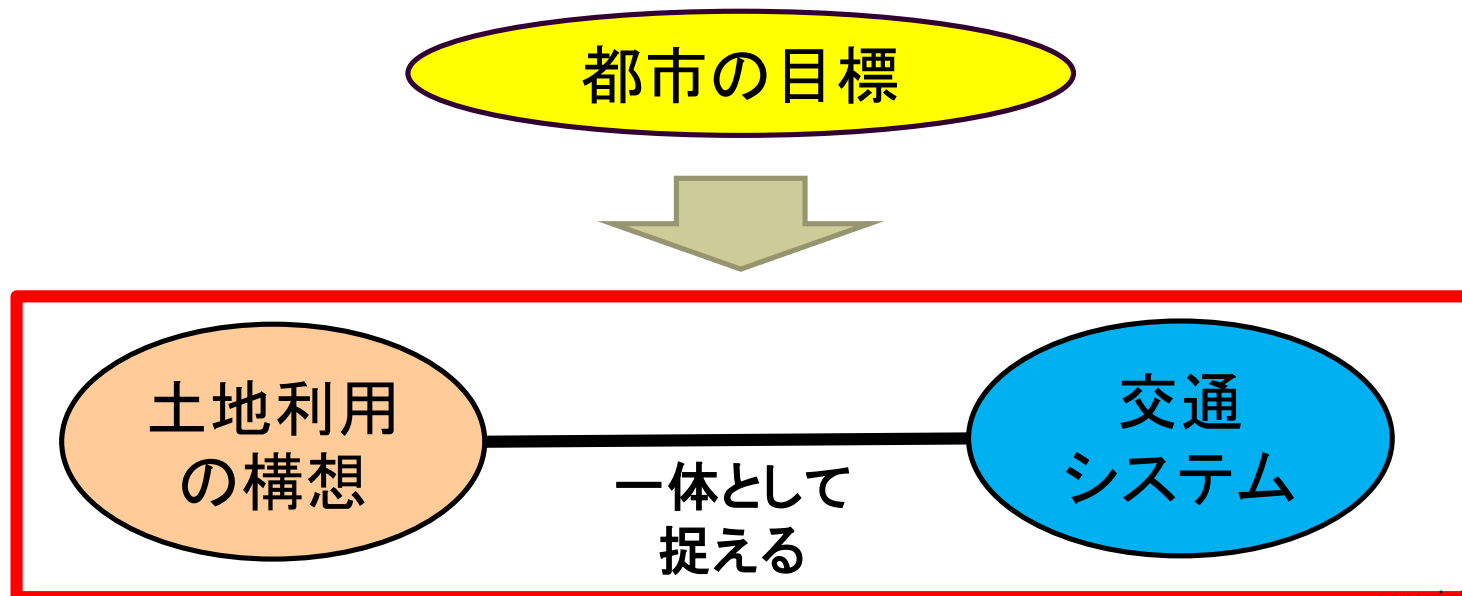 都市の目標
土地利用
の構想
交通
システム
一体として
捉える